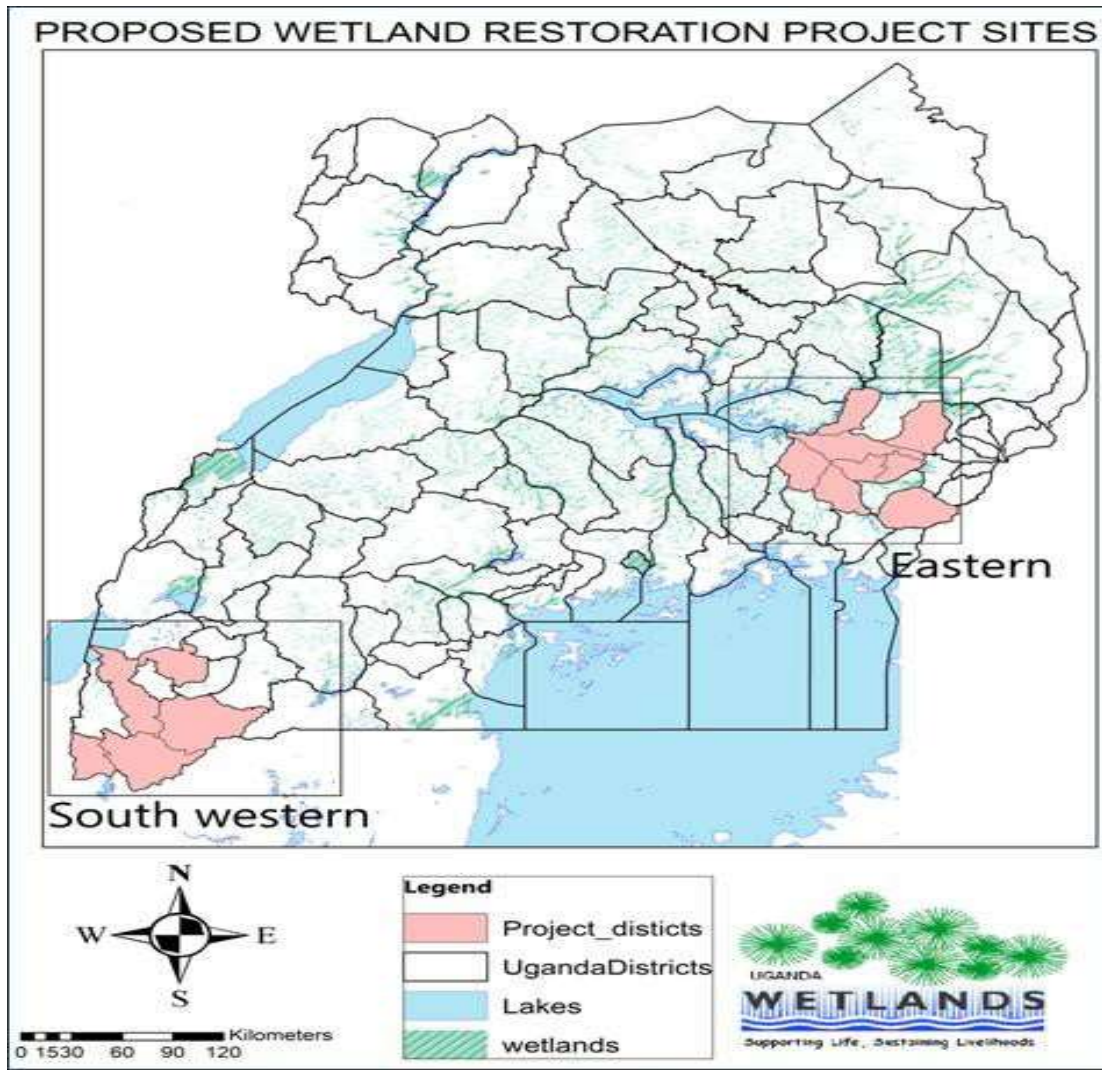 PROPOSED WETLAND RESTORATION PROJECT SITES
Eastern
South western
N
W E
S
0 1530 60 90 120
Kilometers
Legend
Project_disticts
UgandaDistricts
Lakes
wetlands
UGANDA
WETLANDS
Supporting Life, Sustaining Livelihoods